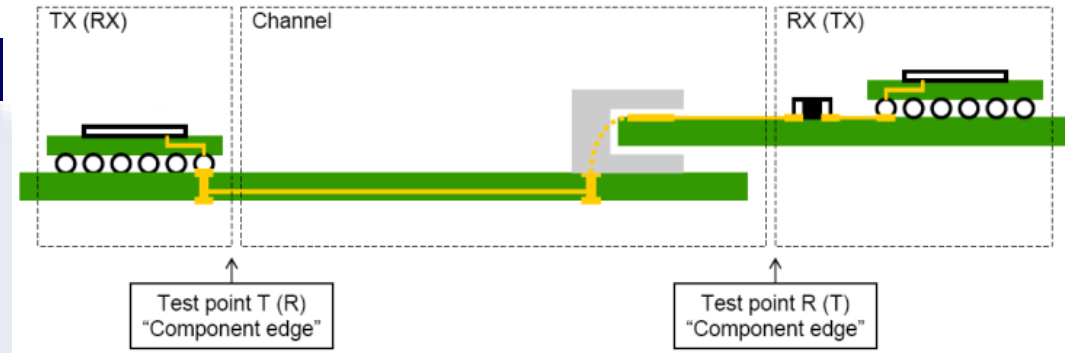 TX (RX)
Channel
RX (TX)
Test point T (R)
“Component edge”
Test point R (T)
“Component edge”